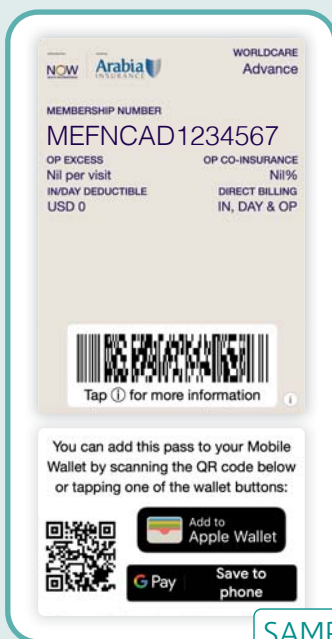 NOW
Arabia
INSURANCE
WORLDCARE
Advance
MEMBERSHIP NUMBER
MEFNCAD1234567
OP EXCESS
OP CO-INSURANCE
Nil per visit
Nil%
IN/DAY DEDUCTIBLE
DIRECT BILLING
USD 0
IN, DAY & OP
Tap ⓘ for more information
You can add this pass to your Mobile
Wallet by scanning the QR code below
or tapping one of the wallet buttons:
Add to
Apple Wallet
G Pay
Save to
phone